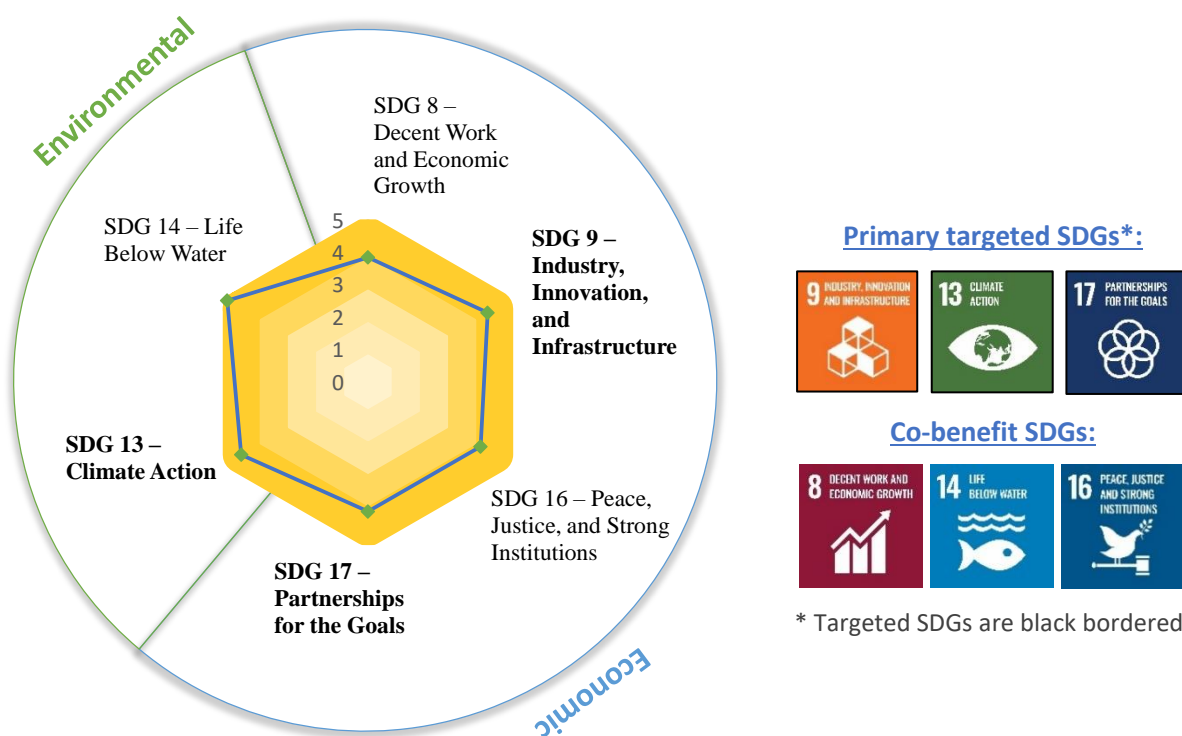 Environmental
SDG 8 –
Decent Work
and Economic
Growth
SDG 14 – Life
Below Water
SDG 9 –
Industry,
Innovation,
and
Infrastructure
5
4
3
2
1
0
SDG 13 –
Climate Action
SDG 16 – Peace,
Justice, and Strong
Institutions
SDG 17 –
Partnerships
for the Goals
Economic
Primary targeted SDGs*:
9 INDUSTRY, INNOVATION
AND INFRASTRUCTURE
13 CLIMATE
ACTION
17 PARTNERSHIPS
FOR THE GOALS
Co-benefit SDGs:
8 DECENT WORK AND
ECONOMIC GROWTH
14 LIFE
BELOW WATER
16 PEACE, JUSTICE
AND STRONG
INSTITUTIONS
* Targeted SDGs are black bordered